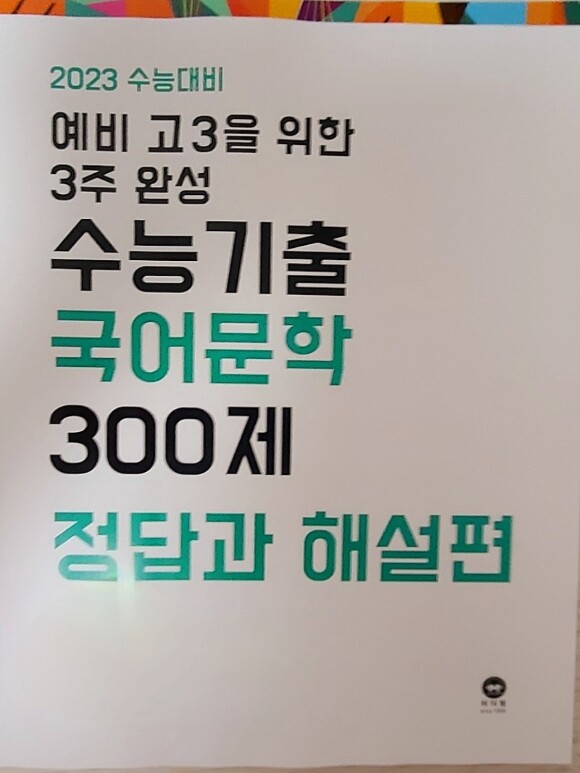 2023 수능대비
예비 고3을 위한
3주 완성
수능기출
국어문학
300제
정답과 해설편